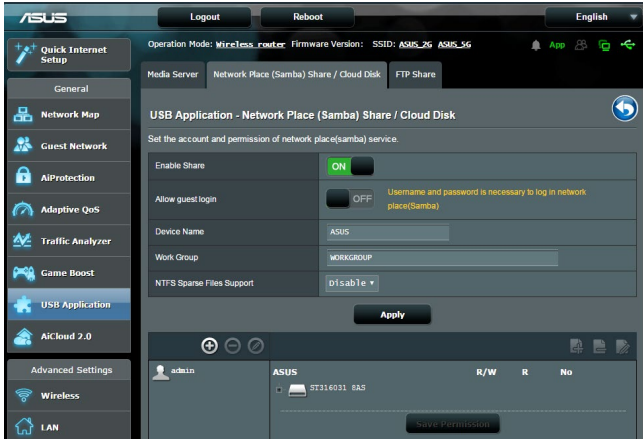 ASUS
Logout
Reboot
English
Quick Internet
Setup
General
Network Map
Guest Network
AiProtection
Adaptive QoS
Traffic Analyzer
Game Boost
USB Application
AiCloud 2.0
Advanced Settings
Wireless
LAN
Operation Mode: Wireless router Firmware Version: SSID: ASUS_2G ASUS_5G
App
Media Server
Network Place (Samba) Share / Cloud Disk
FTP Share
USB Application - Network Place (Samba) Share / Cloud Disk
Set the account and permission of network place(samba) service.
Enable Share
ON
Allow guest login
OFF
Username and password is necessary to log in network
place(Samba)
Device Name
ASUS
Work Group
WORKGROUP
NTFS Sparse Files Support
Disable
Apply
admin
ASUS
R/W
R
No
ST316031 8AS
Save Permission